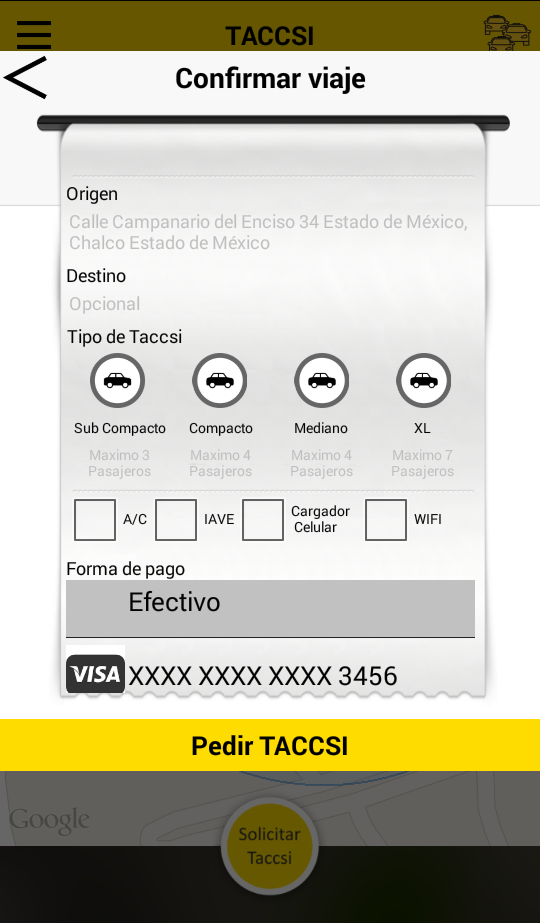 TACCSI
Confirmar viaje
Origen
Calle Campanario del Enciso 34 Estado de México,
Chalco Estado de México
Destino
Opcional
Tipo de Taccsi
Sub Compacto Compacto Mediano XL
Maximo 3 Maximo 4 Maximo 4 Maximo 7
Pasajeros Pasajeros Pasajeros Pasajeros
A/C IAVE Cargador Celular WIFI
Forma de pago
Efectivo
VISA XXXX XXXX XXXX 3456
Pedir TACCSI
Google
Solicitar
Taccsi